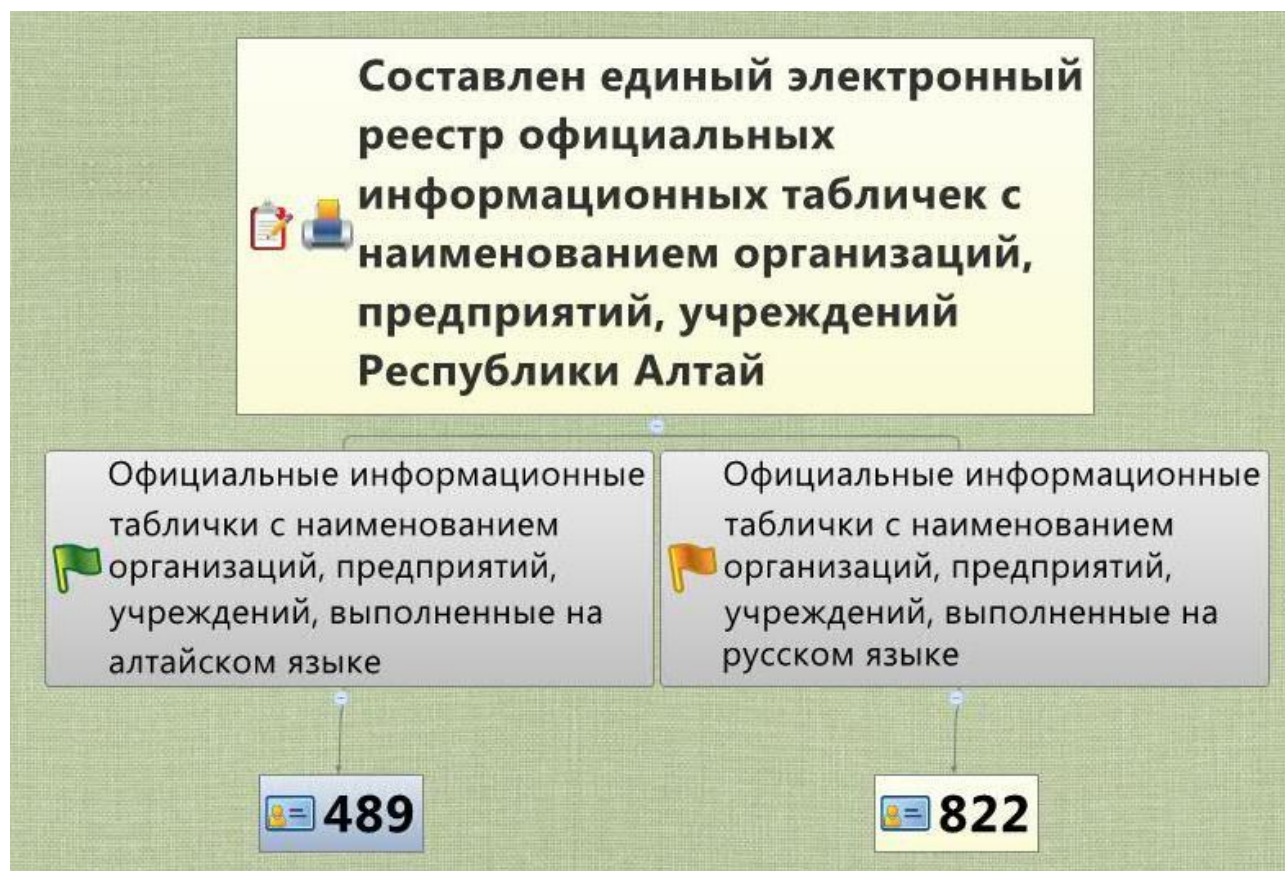 Составлен единый электронный
реестр официальных
информационных табличек с
наименованием организаций,
предприятий, учреждений
Республики Алтай
Официальные информационные
таблички с наименованием
организаций, предприятий,
учреждений, выполненные на
алтайском языке
Официальные информационные
таблички с наименованием
организаций, предприятий,
учреждений, выполненные на
русском языке
489
822